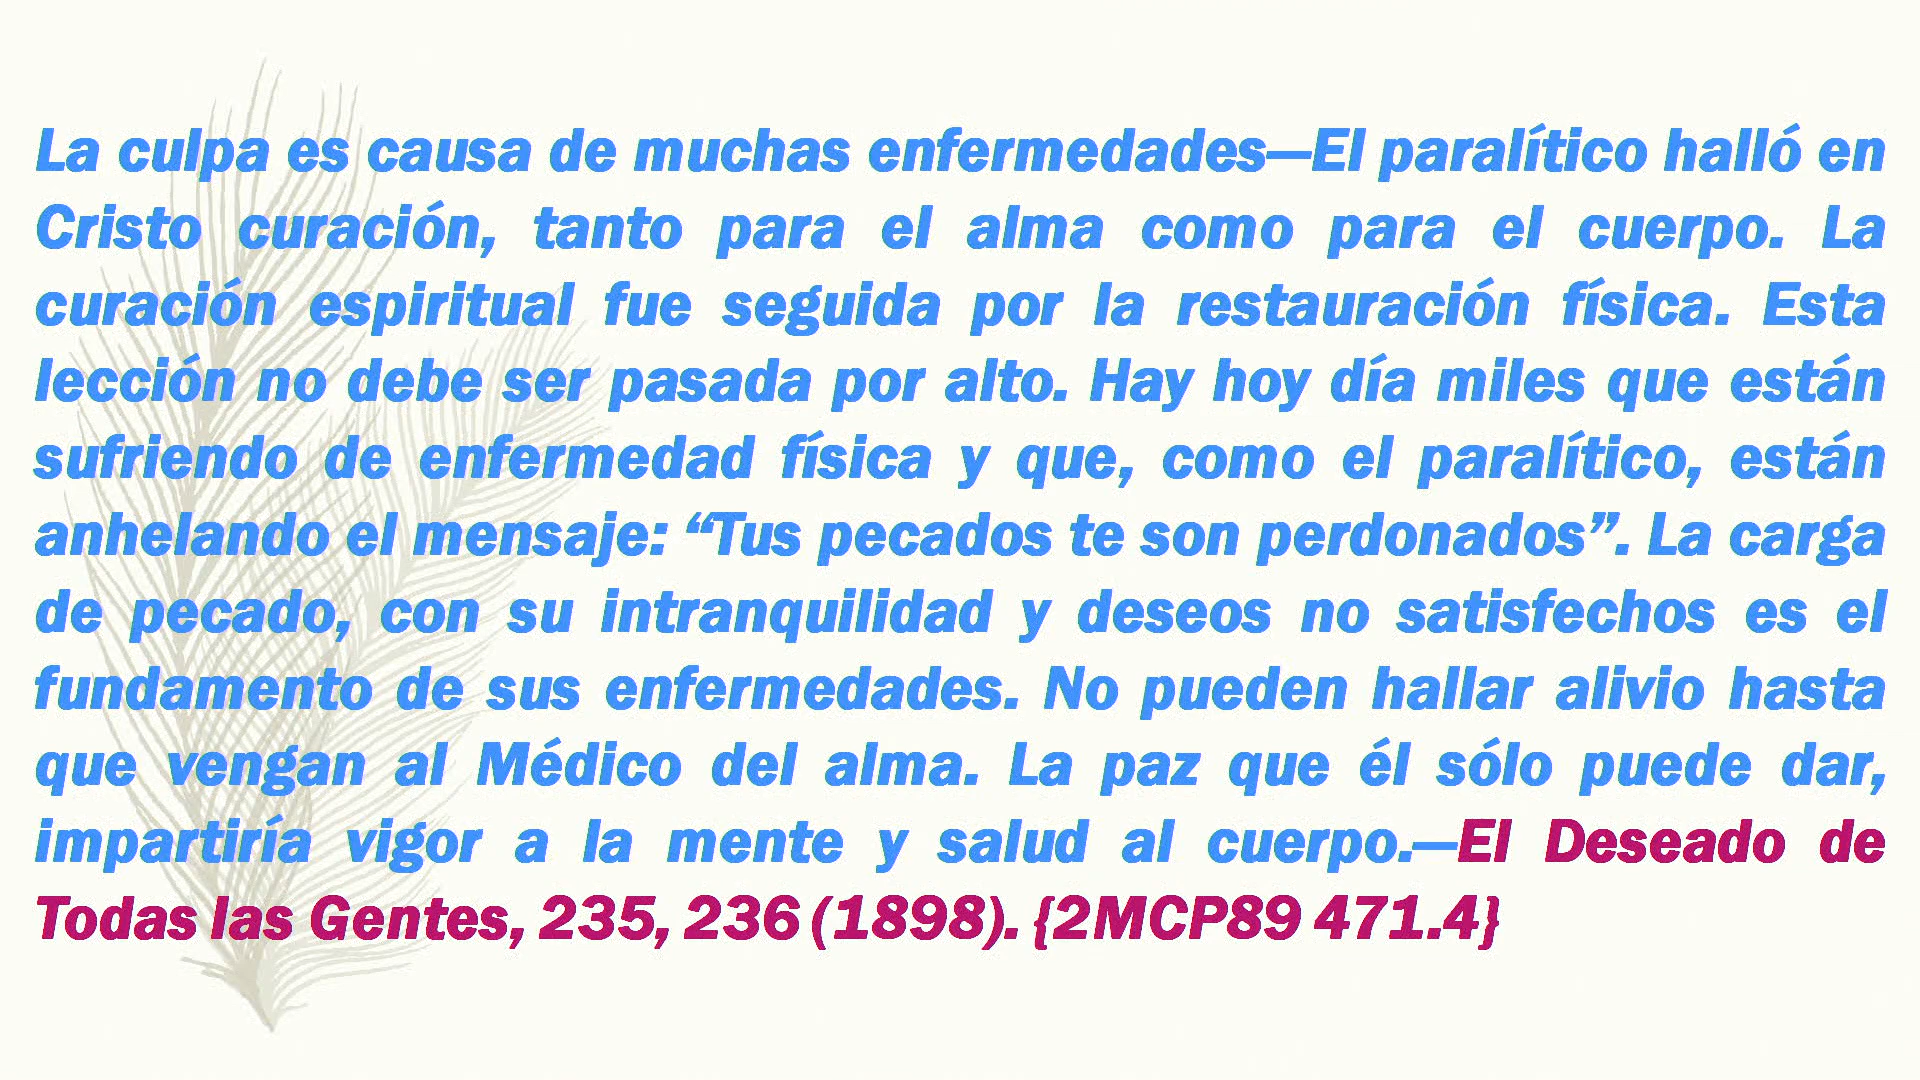 La culpa es causa de muchas enfermedades—El paralítico halló en
Cristo curación, tanto para el alma como para el cuerpo. La
curación espiritual fue seguida por la restauración física. Esta
lección no debe ser pasada por alto. Hay hoy día miles que están
sufriendo de enfermedad física y que, como el paralítico, están
anhelando el mensaje: “Tus pecados te son perdonados”. La carga
de pecado, con su intranquilidad y deseos no satisfechos es el
fundamento de sus enfermedades. No pueden hallar alivio hasta
que vengan al Médico del alma. La paz que él sólo puede dar,
impartiría vigor a la mente y salud al cuerpo.—El Deseado de
Todas las Gentes, 235, 236 (1898). {2MCP89 471.4}